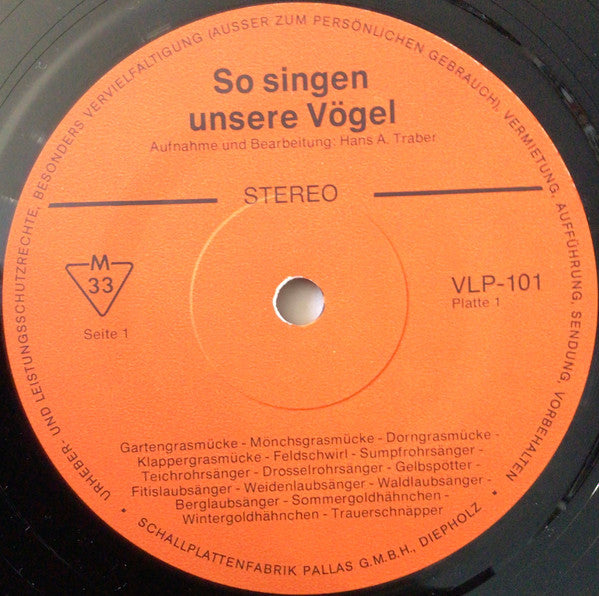 URHEBER- UND LEISTUNGSSCHUTZRECHTE, BESONDERS VERVIELFÄLTIGUNG (AUSSER ZUM PERSÖNLICHEN GEBRAUCH), VERMIETUNG, AUFFÜHRUNG, SENDUNG, VORBEHALTEN
So singen
unsere Vögel
Aufnahme und Bearbeitung: Hans A. Traber
STEREO
M
33
Seite 1
VLP-101
Platte 1
Gartengrasmücke - Mönchsgrasmücke - Dorngrasmücke -
Klappergrasmücke - Feldschwirl - Sumpfrohrsänger -
Teichrohrsänger - Drosselrohrsänger - Gelbspötter -
Fitislaubsänger - Weidenlaubsänger - Waldlaubsänger -
Berglaubsänger - Sommergoldhähnchen -
Wintergoldhähnchen - Trauerschnäpper
• SCHALLPLATTENFABRIK PALLAS G.M.B.H., DIEPHOLZ •